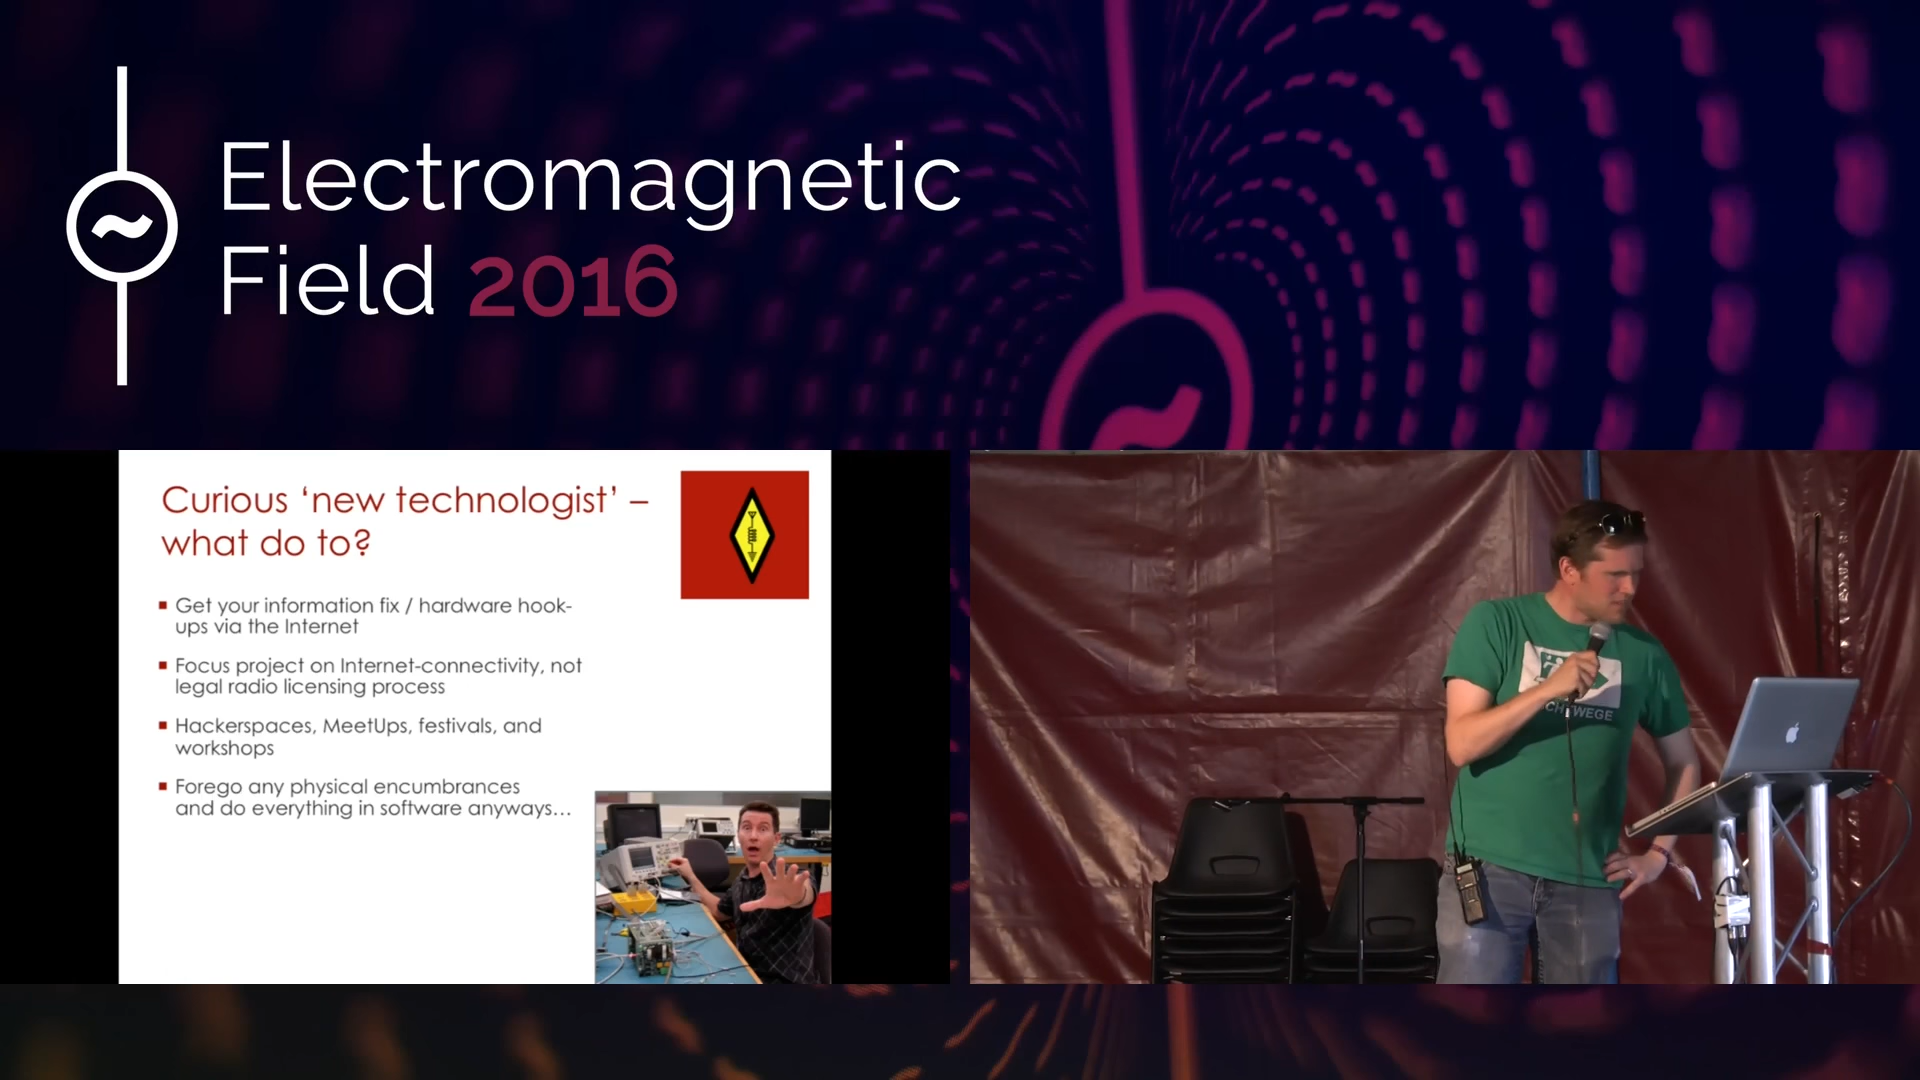 Electromagnetic
Field 2016
Curious ‘new technologist’ –
what do to?
Get your information fix / hardware hook-
ups via the Internet
Focus project on Internet-connectivity, not
legal radio licensing process
Hackerspaces, MeetUps, festivals, and
workshops
Forego any physical encumbrances
and do everything in software anyways…